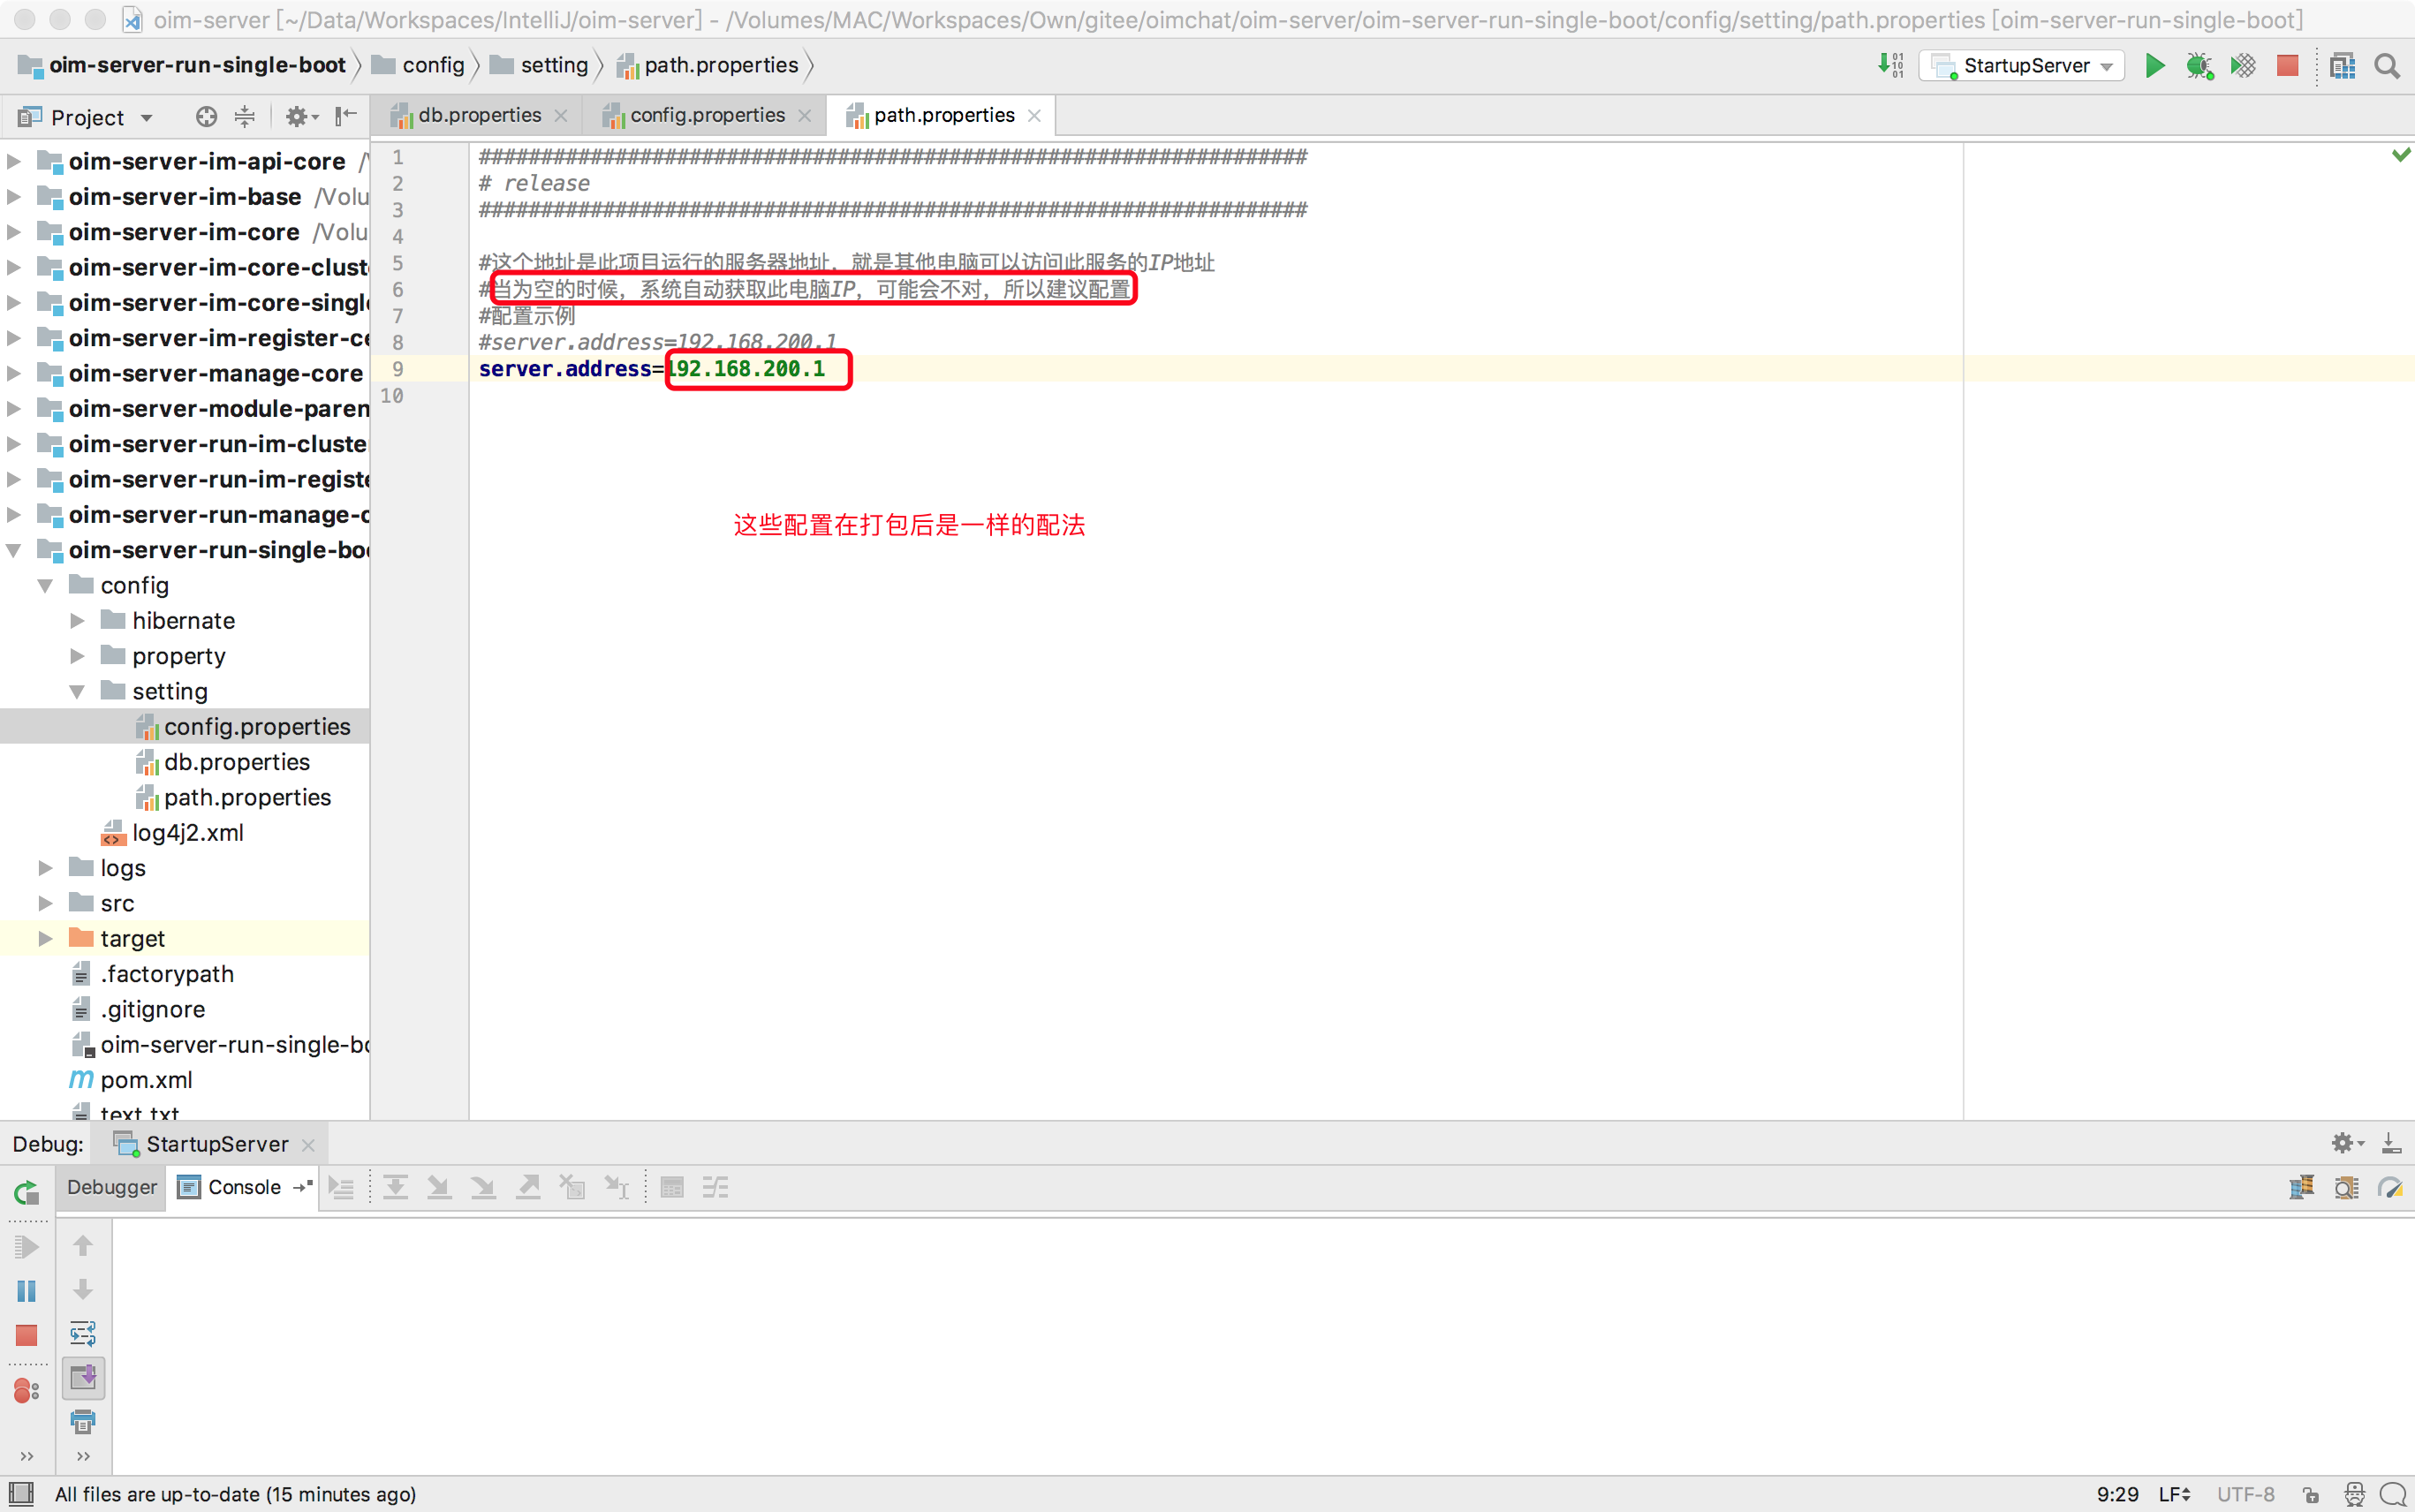 oim-server [~/Data/Workspaces/IntelliJ/oim-server] - /Volumes/MAC/Workspaces/Own/gitee/oimchat/oim-server/oim-server-run-single-boot/config/setting/path.properties [oim-server-run-single-boot]
oim-server-run-single-boot config setting path.properties
StartupServer
Project
db.properties config.properties path.properties
oim-server-im-api-core
oim-server-im-base /Volu
oim-server-im-core /Volu
oim-server-im-core-clust
oim-server-im-core-single
oim-server-im-register-ce
oim-server-manage-core
oim-server-module-paren
oim-server-run-im-cluster
oim-server-run-im-registe
oim-server-run-manage-c
oim-server-run-single-boo
config
hibernate
property
setting
config.properties
db.properties
path.properties
log4j2.xml
logs
src
target
.factorypath
.gitignore
oim-server-run-single-bo
pom.xml
text.txt
1 ###################################################################
2 # release
3 ###################################################################
4
5 #这个地址是此项目运行的服务器地址，就是其他电脑可以访问此服务的IP地址
6 #当为空的时候，系统自动获取此电脑IP，可能会不对，所以建议配置
7 #配置示例
8 #server.address=192.168.200.1
9 server.address=192.168.200.1
10
这些配置在打包后是一样的配法
Debug: StartupServer
Debugger Console
All files are up-to-date (15 minutes ago)
9:29 LF UTF-8